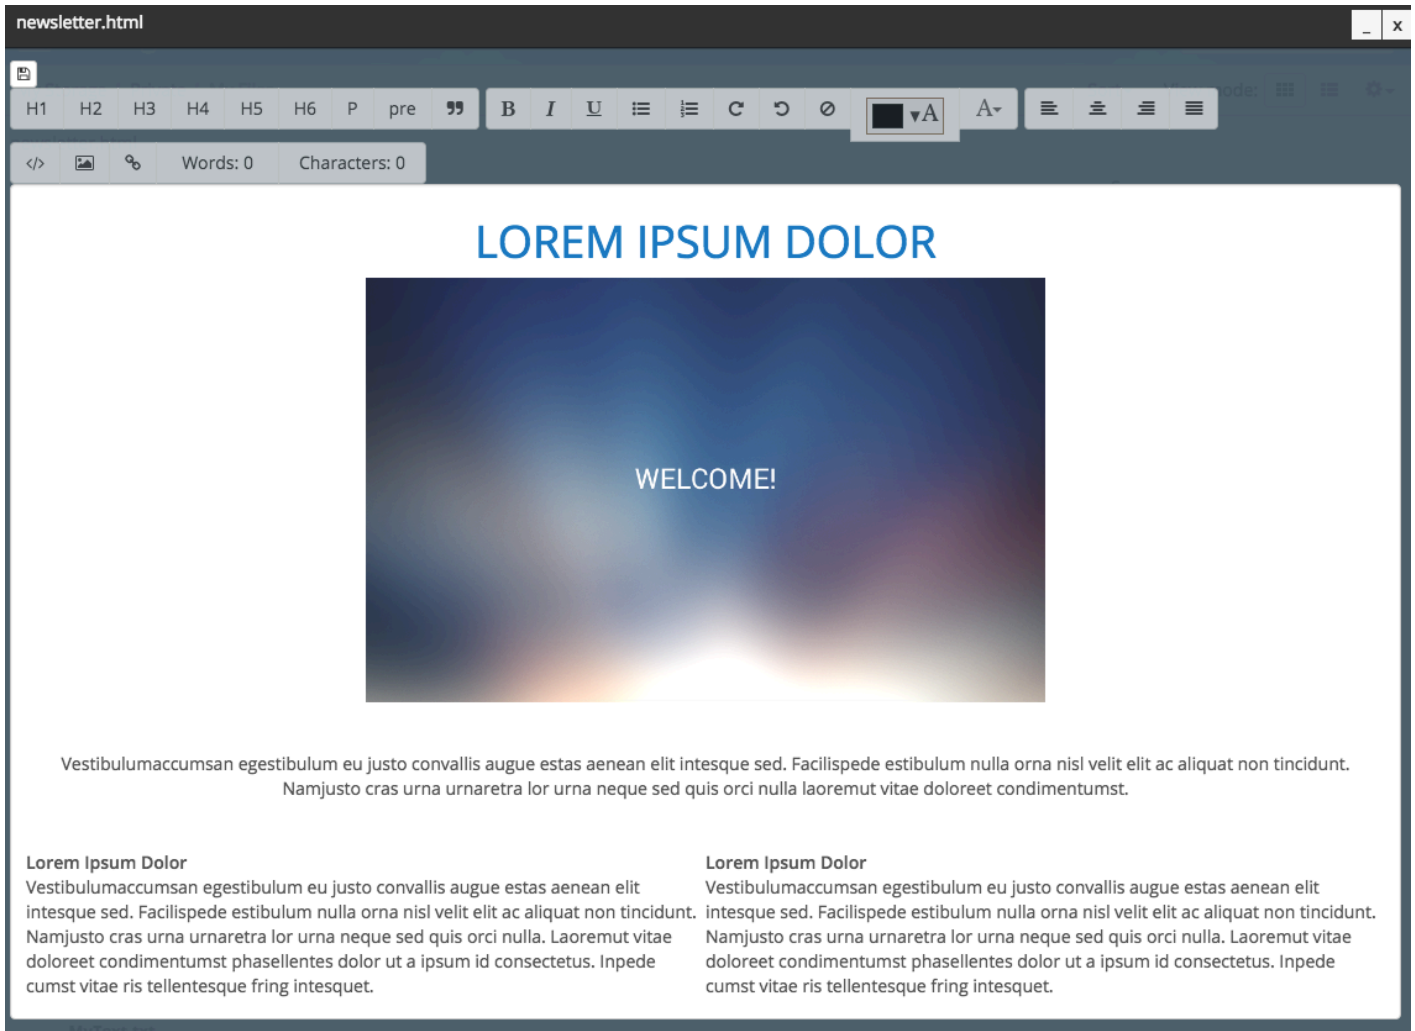 newsletter.html
_ x
H1 H2 H3 H4 H5 H6 P pre B I U A A
Words: 0 Characters: 0
LOREM IPSUM DOLOR
WELCOME!
Vestibulumaccumsan egestibulum eu justo convallis augue estas aenean elit intesque sed. Facilispede estibulum nulla orna nisl velit elit ac aliquat non tincidunt.
Namjusto cras urna urnaretra lor urna neque sed quis orci nulla laoremut vitae doloreet condimentumst.
Lorem Ipsum Dolor
Vestibulumaccumsan egestibulum eu justo convallis augue estas aenean elit
intesque sed. Facilispede estibulum nulla orna nisl velit elit ac aliquat non tincidunt.
Namjusto cras urna urnaretra lor urna neque sed quis orci nulla. Laoremut vitae
doloreet condimentumst phasellentes dolor ut a ipsum id consectetus. Inpede
cumst vitae ris tellentesque fring intesquet.
Lorem Ipsum Dolor
Vestibulumaccumsan egestibulum eu justo convallis augue estas aenean elit
intesque sed. Facilispede estibulum nulla orna nisl velit elit ac aliquat non tincidunt.
Namjusto cras urna urnaretra lor urna neque sed quis orci nulla. Laoremut vitae
doloreet condimentumst phasellentes dolor ut a ipsum id consectetus. Inpede
cumst vitae ris tellentesque fring intesquet.